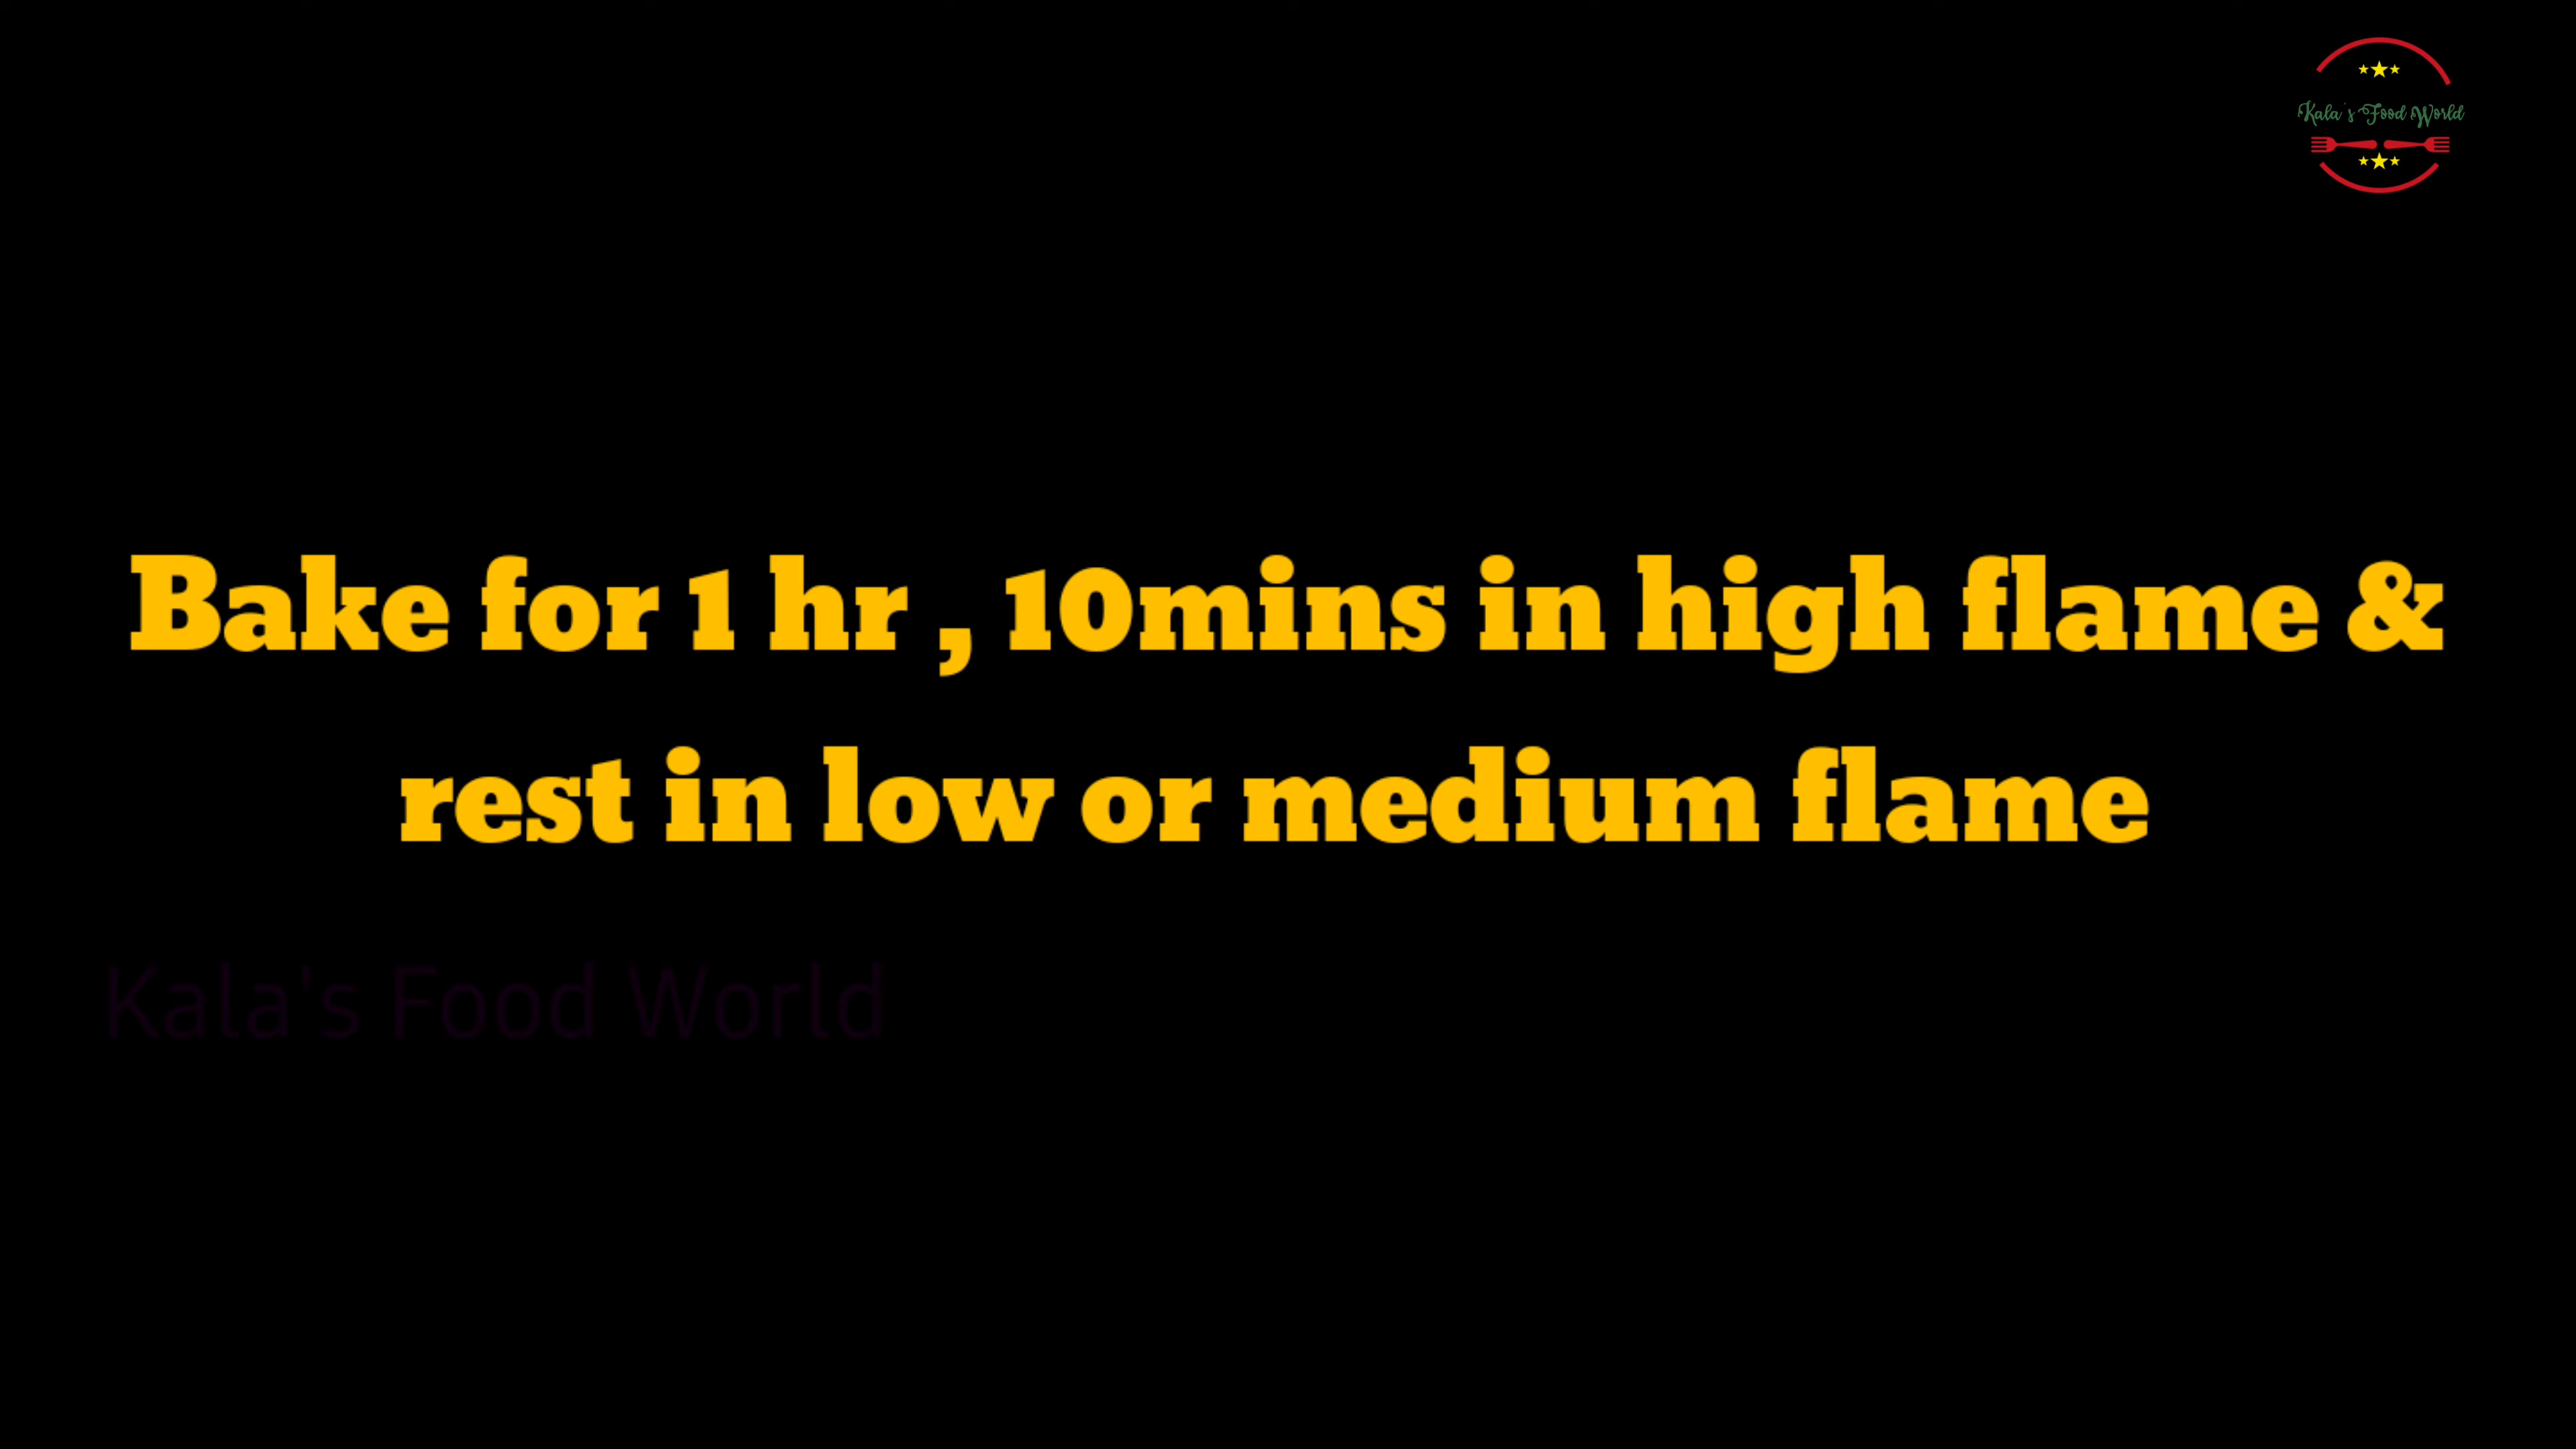 Kala's Food World
Bake for 1 hr , 10mins in high flame &
rest in low or medium flame
Kala's Food World